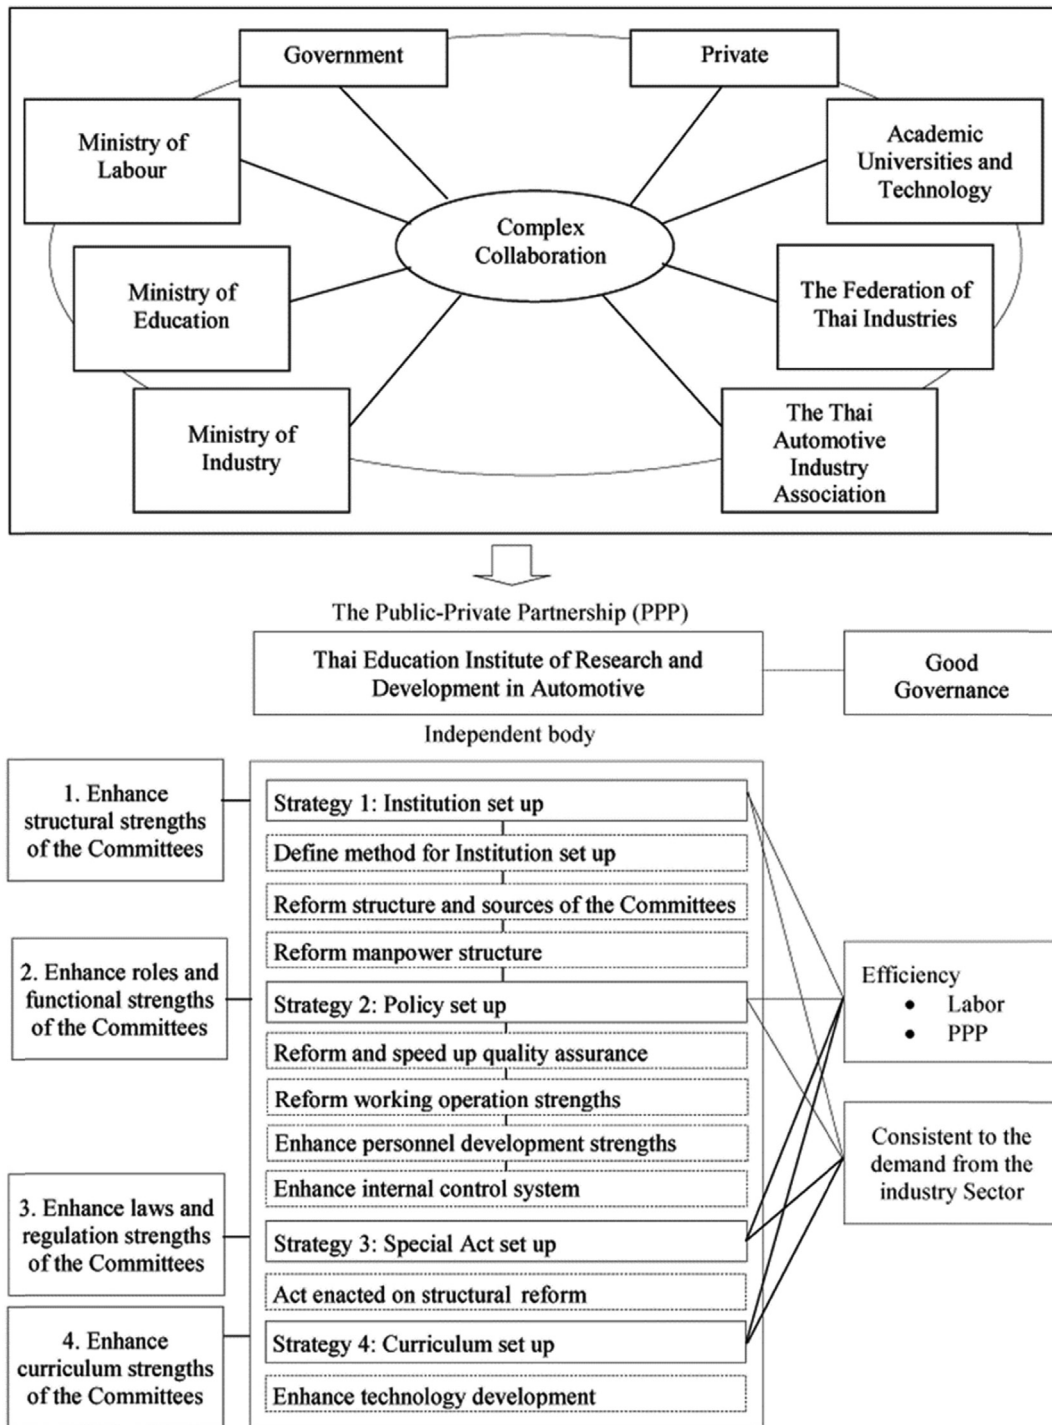 Government
Private
Ministry of
Labour
Academic
Universities and
Technology
Complex
Collaboration
Ministry of
Education
The Federation of
Thai Industries
Ministry of
Industry
The Thai
Automotive
Industry
Association
The Public-Private Partnership (PPP)
Thai Education Institute of Research and
Development in Automotive
Good
Governance
Independent body
1. Enhance
structural strengths
of the Committees
Strategy 1: Institution set up
Define method for Institution set up
Reform structure and sources of the Committees
Reform manpower structure
2. Enhance roles and
functional strengths
of the Committees
Strategy 2: Policy set up
Reform and speed up quality assurance
Reform working operation strengths
Enhance personnel development strengths
Enhance internal control system
3. Enhance laws and
regulation strengths
of the Committees
Strategy 3: Special Act set up
Act enacted on structural reform
4. Enhance
curriculum strengths
of the Committees
Strategy 4: Curriculum set up
Enhance technology development
Efficiency
• Labor
• PPP
Consistent to the
demand from the
industry Sector